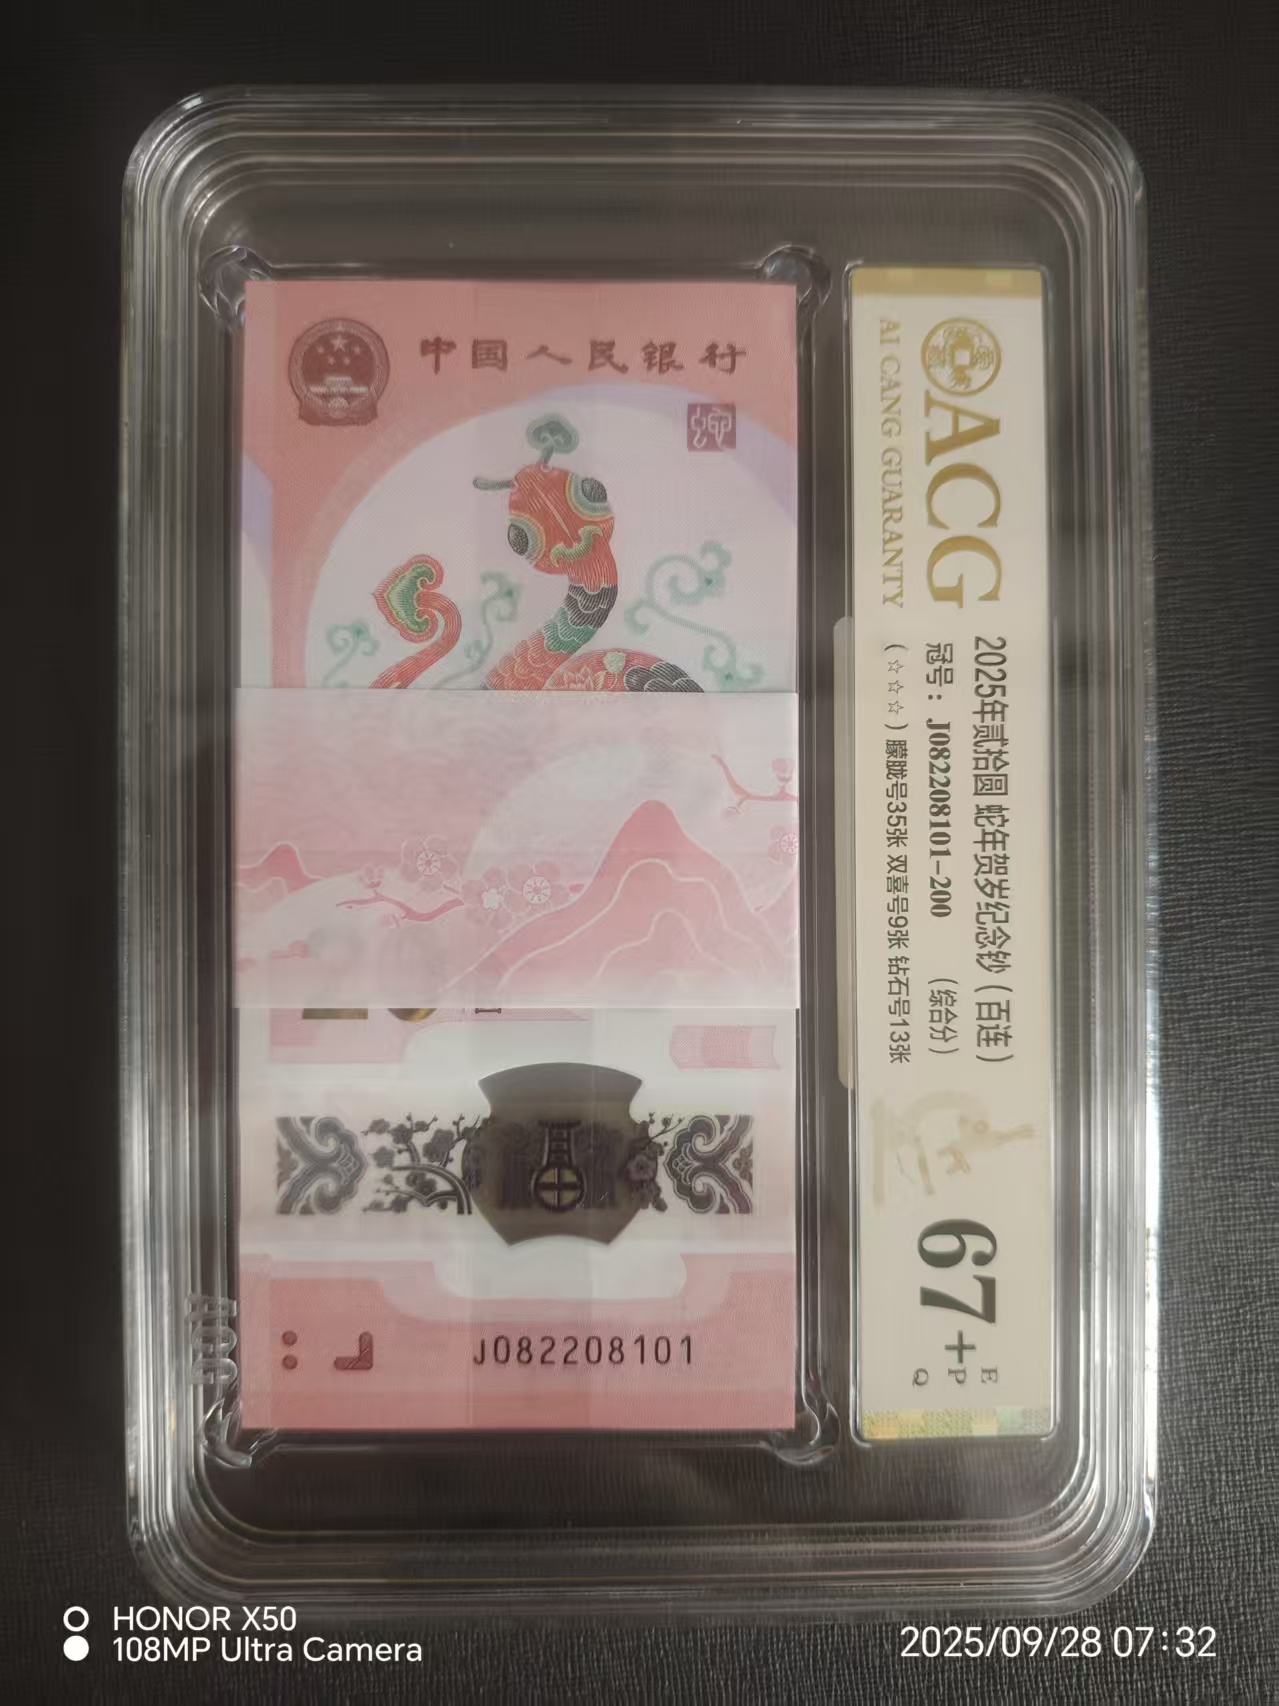 中国人民银行
J082208101
ACG
AI CANG GUARANTY
2025年贰拾圆 蛇年贺岁纪念钞（百连）
冠号：J082208101-200 （综合分）
（☆☆☆）朦胧号35张 双喜号9张 钻石号13张
67+
E
P
Q
ACG
HONOR X50
108MP Ultra Camera
2025/09/28 07:32